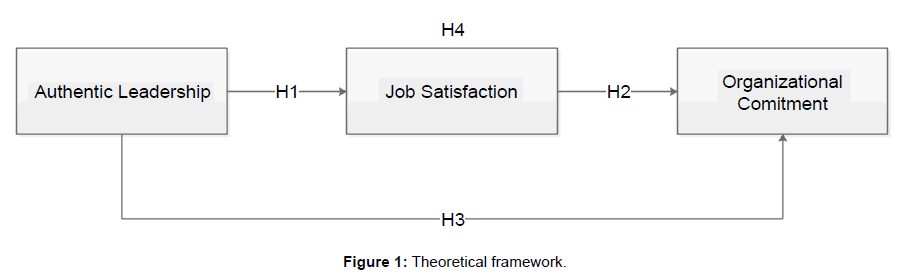 H4
Authentic Leadership
H1
Job Satisfaction
H2
Organizational
Comitment
H3
Figure 1: Theoretical framework.